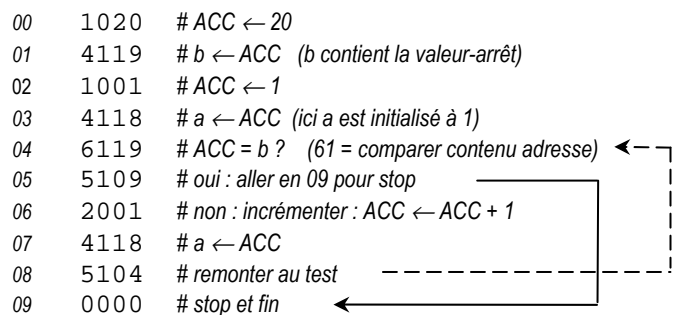 00 1020 # ACC ← 20
01 4119 # b ← ACC (b contient la valeur-arrêt)
02 1001 # ACC ← 1
03 4118 # a ← ACC (ici a est initialisé à 1)
04 6119 # ACC = b ? (61 = comparer contenu adresse)
05 5109 # oui : aller en 09 pour stop
06 2001 # non : incrémenter : ACC ← ACC + 1
07 4118 # a ← ACC
08 5104 # remonter au test
09 0000 # stop et fin